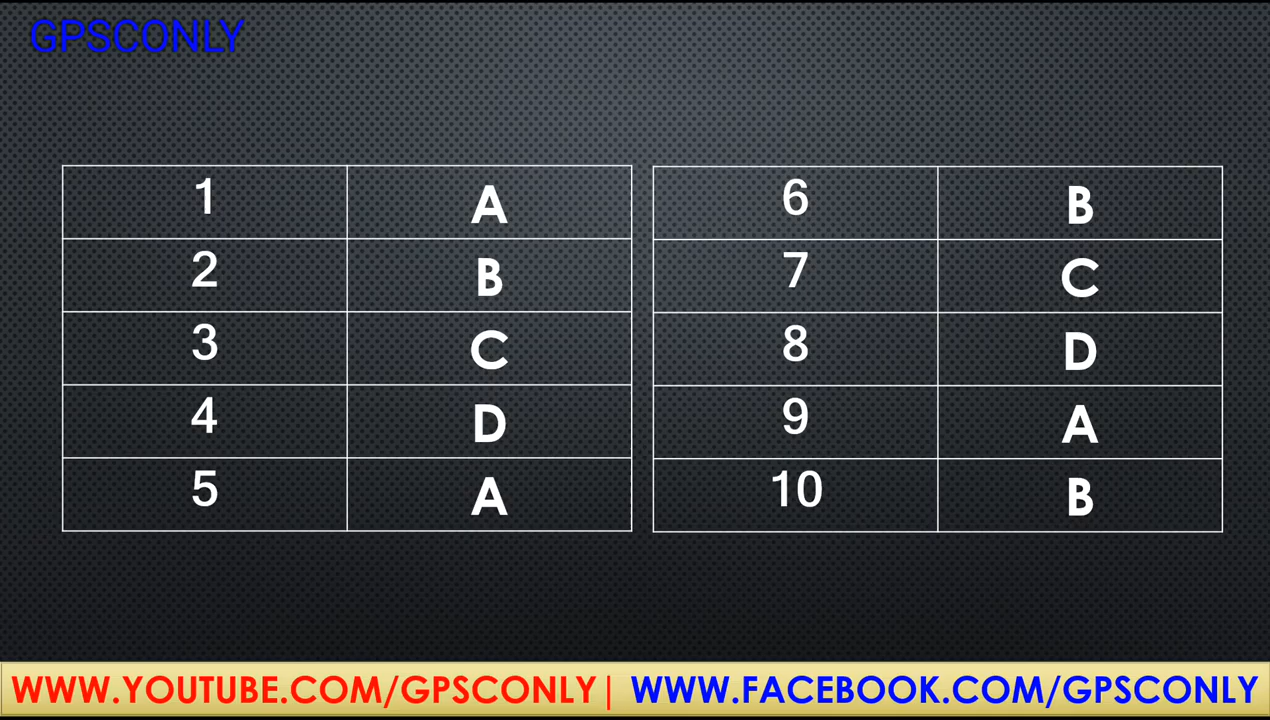 GPSCONLY
1 A 6 B
2 B 7 C
3 C 8 D
4 D 9 A
5 A 10 B
WWW.YOUTUBE.COM/GPSCONLY| WWW.FACEBOOK.COM/GPSCONLY